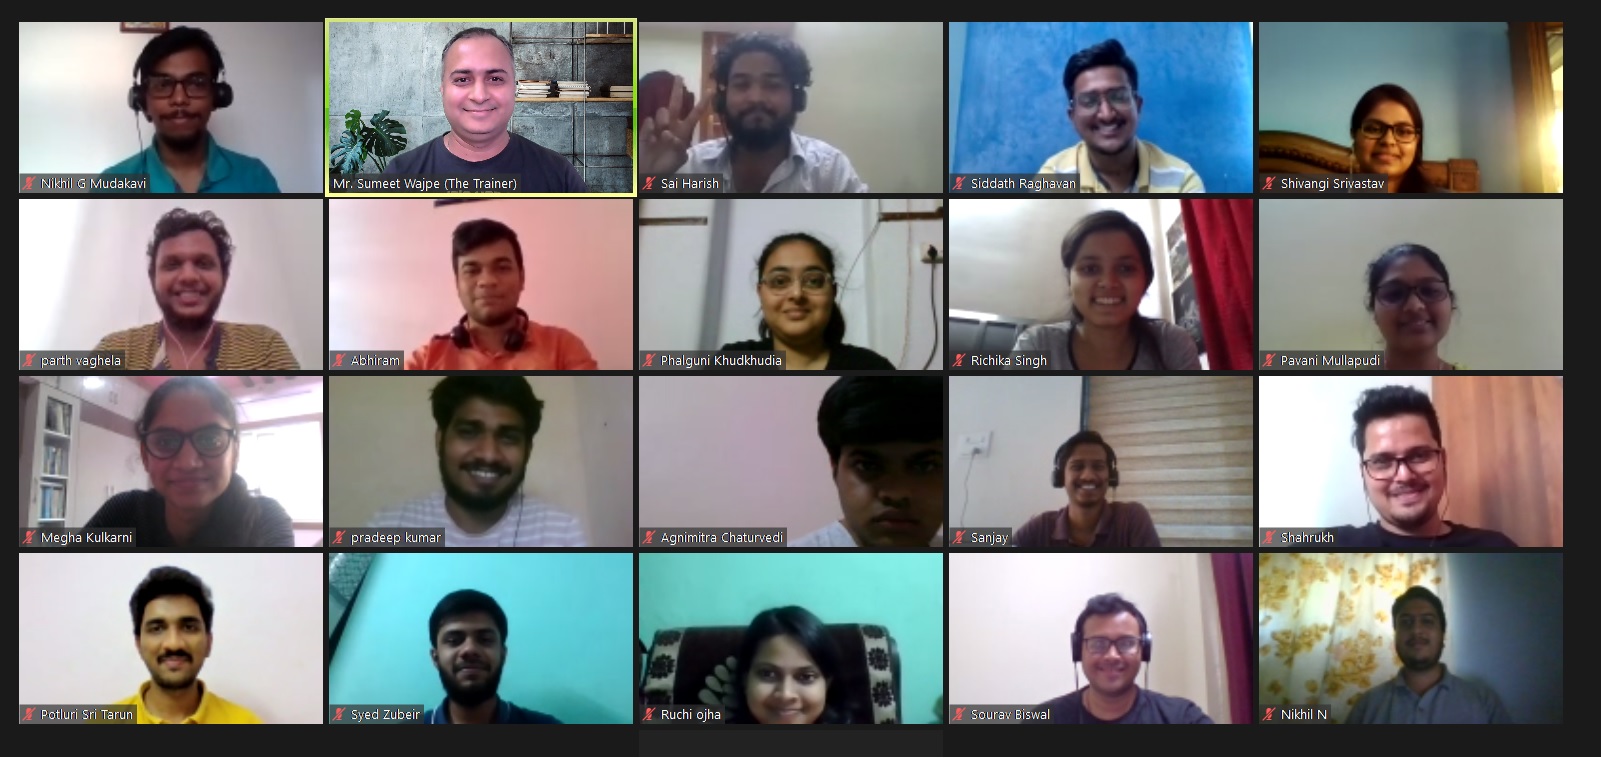 Nikhil G Mudakavi
Mr. Sumeet Wajpe (The Trainer)
Sai Harish
Siddath Raghavan
Shivangi Srivastav
parth vaghela
Abhiram
Phalguni Khudkhudia
Richika Singh
Pavani Mullapudi
Megha Kulkarni
pradeep kumar
Agnimitra Chaturvedi
Sanjay
Shahrukh
Potluri Sri Tarun
Syed Zubeir
Ruchi ojha
Sourav Biswal
Nikhil N